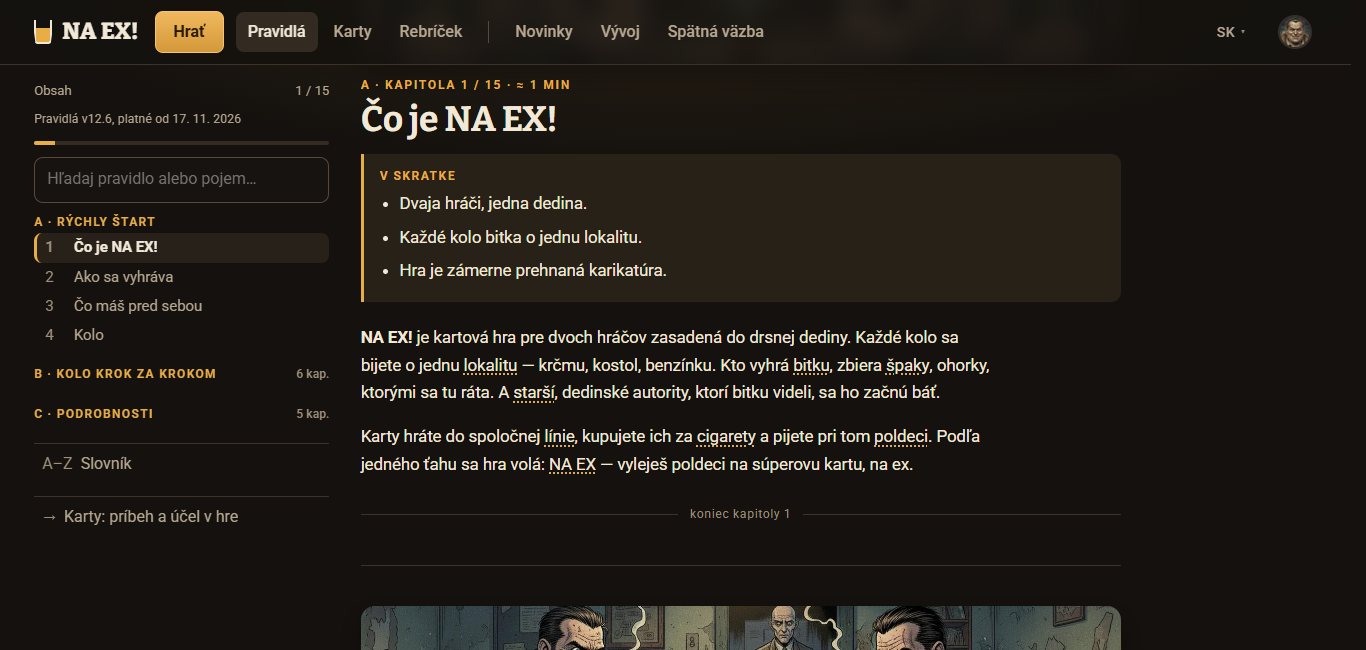 NA EX!
Hrať
Pravidlá
Karty
Rebríček
Novinky
Vývoj
Spätná väzba
SK
Obsah 1 / 15
Pravidlá v12.6, platné od 17. 11. 2026
Hľadaj pravidlo alebo pojem…
A · RÝCHLY ŠTART
1 Čo je NA EX!
2 Ako sa vyhráva
3 Čo máš pred sebou
4 Kolo
B · KOLO KROK ZA KROKOM 6 kap.
C · PODROBNOSTI 5 kap.
A–Z Slovník
→ Karty: príbeh a účel v hre
A · KAPITOLA 1 / 15 · ≈ 1 MIN
Čo je NA EX!
V SKRATKE
• Dvaja hráči, jedna dedina.
• Každé kolo bitka o jednu lokalitu.
• Hra je zámerne prehnaná karikatúra.
NA EX! je kartová hra pre dvoch hráčov zasadená do drsnej dediny. Každé kolo sa
bijete o jednu lokalitu — krčmu, kostol, benzínku. Kto vyhrá bitku, zbiera špaky, ohorky,
ktorými sa tu ráta. A starší, dedinské autority, ktorí bitku videli, sa ho začnú báť.
Karty hráte do spoločnej línie, kupujete ich za cigarety a pijete pri tom poldeci. Podľa
jedného ťahu sa hra volá: NA EX — vyleješ poldeci na súperovu kartu, na ex.
koniec kapitoly 1